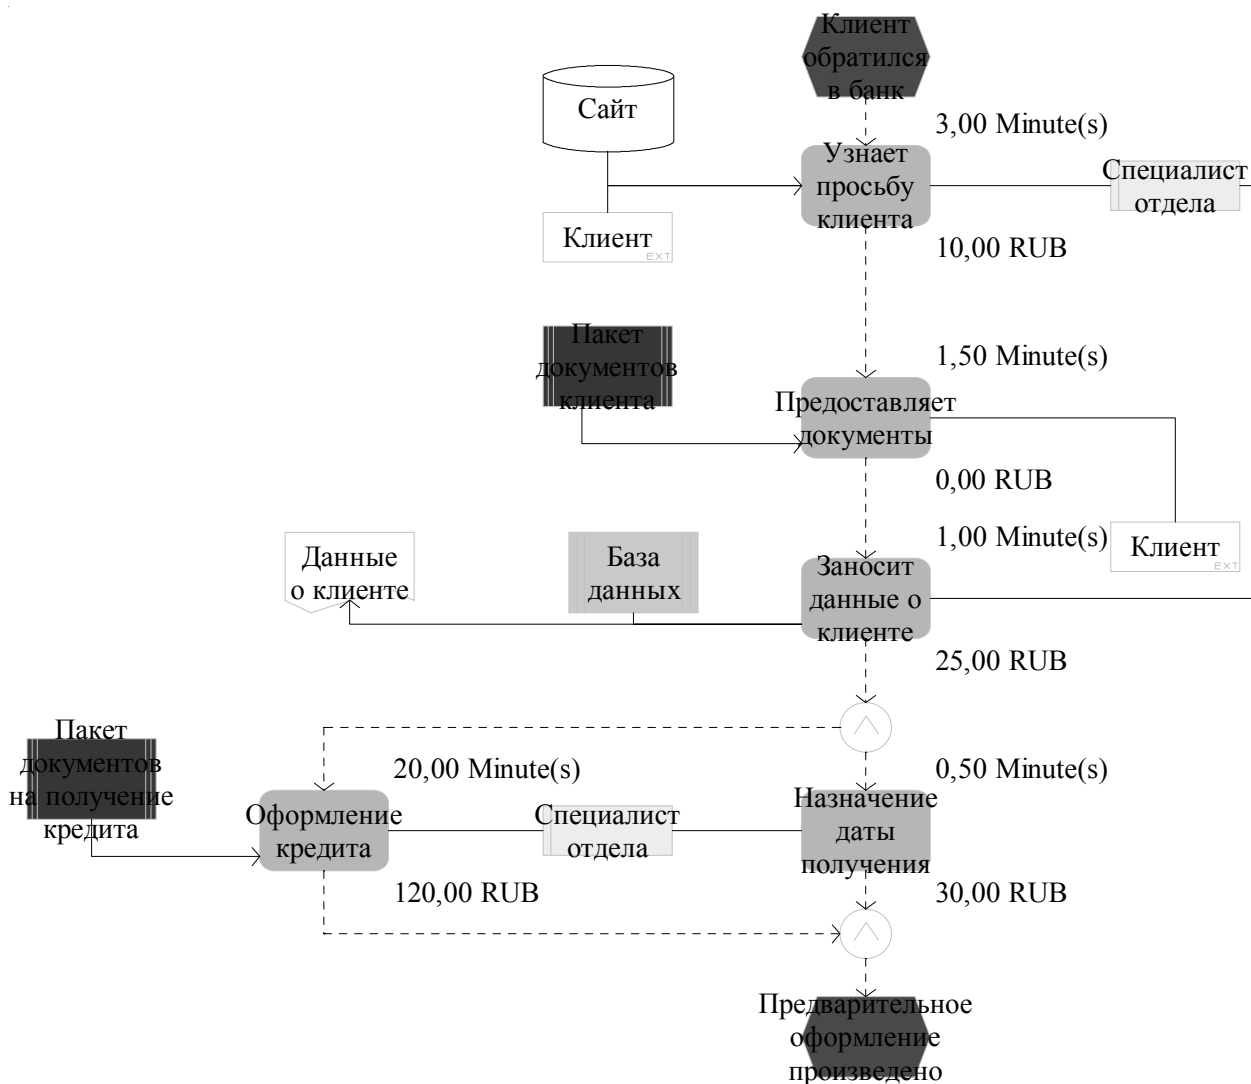 Клиент
обратился
в банк
Сайт
3,00 Minute(s)
Узнает
просьбу
клиента
Специалист
отдела
Клиент
EXT
10,00 RUB
Пакет
документов
клиента
1,50 Minute(s)
Предоставляет
документы
0,00 RUB
1,00 Minute(s)
Клиент
EXT
Данные
о клиенте
База
данных
Заносит
данные о
клиенте
25,00 RUB
Пакет
документов
на получение
кредита
20,00 Minute(s)
0,50 Minute(s)
Оформление
кредита
Специалист
отдела
Назначение
даты
получения
120,00 RUB
30,00 RUB
Предварительное
оформление
произведено